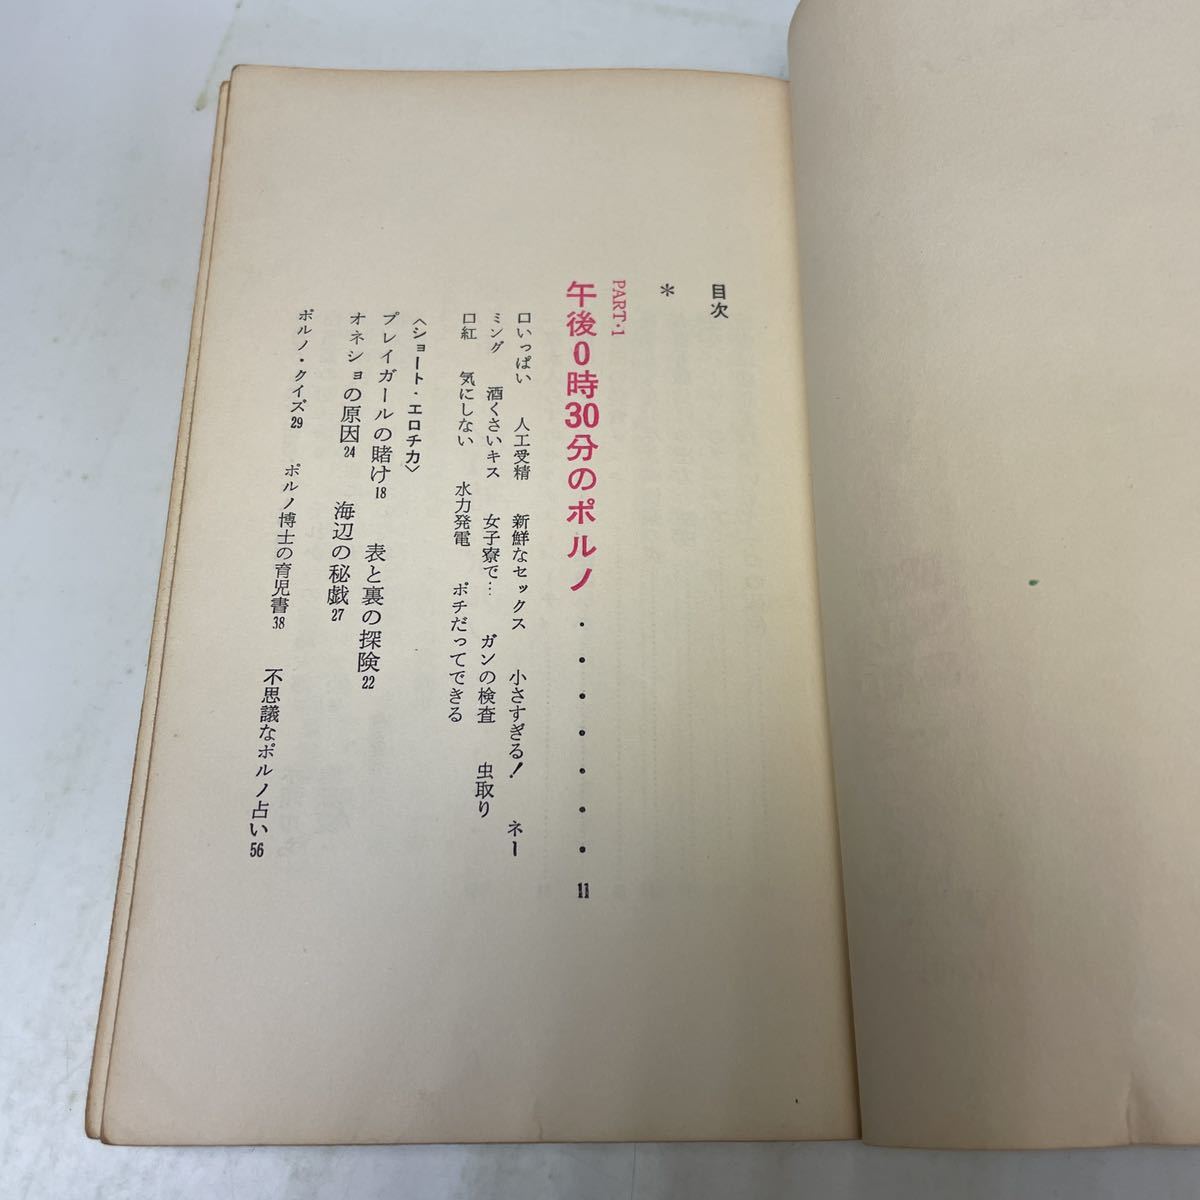 目次
＊
PART・1
午後0時30分のポルノ・・・・・・・11
口いっぱい　人工受精　新鮮なセックス　小さすぎる！　ネー
ミング　酒くさいキス　女子寮で…　ガンの検査　虫取り
口紅　気にしない　水力発電　ポチだってできる
〈ショート・エロチカ〉
プレイガールの賭け18　表と裏の探険22
オネショの原因24　海辺の秘戯27
ポルノ・クイズ29　ポルノ博士の育児書38　不思議なポルノ占い56